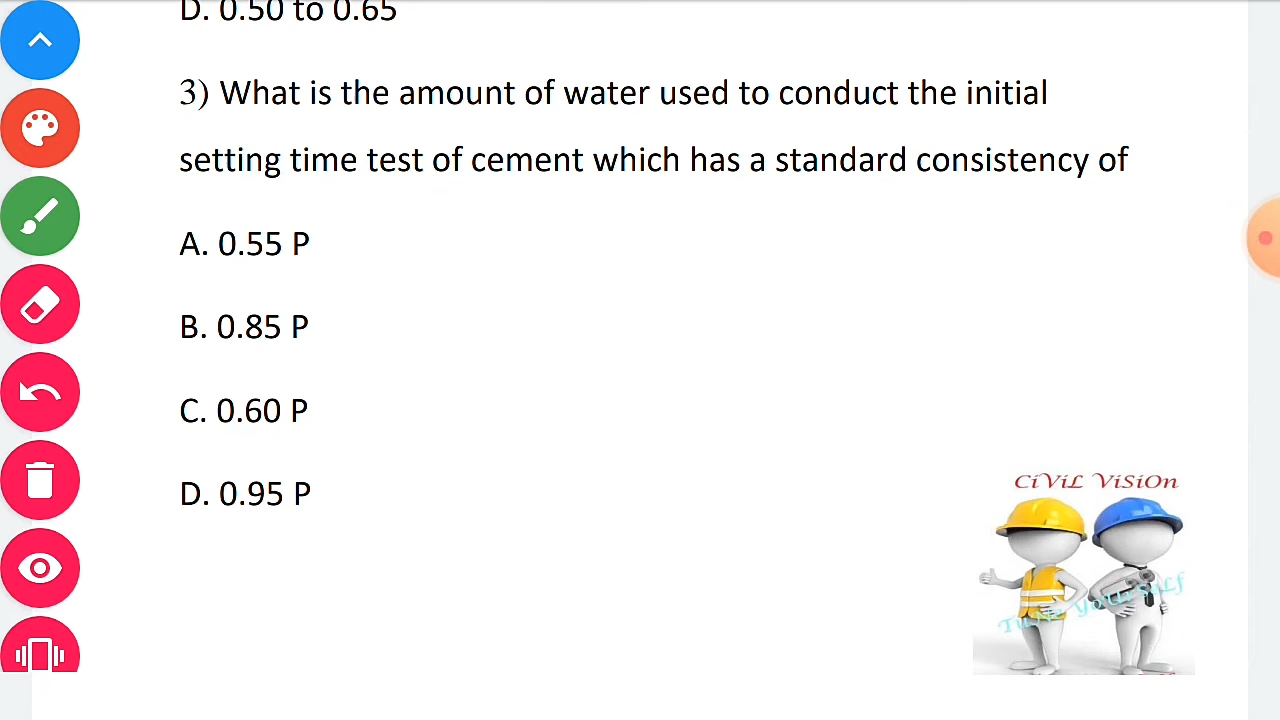 D. 0.50 to 0.65
3) What is the amount of water used to conduct the initial
setting time test of cement which has a standard consistency of
A. 0.55 P
B. 0.85 P
C. 0.60 P
D. 0.95 P
CiViL ViSiOn